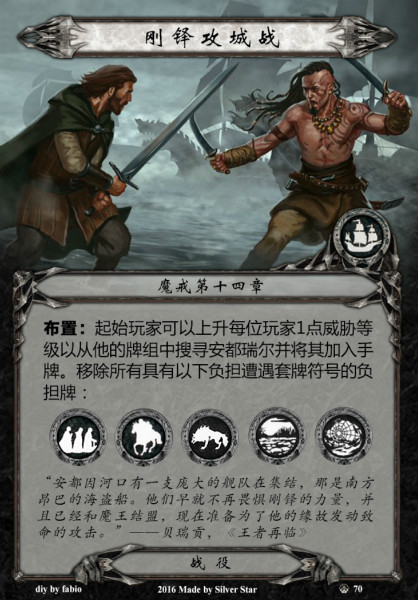 刚铎攻城战
魔戒第十四章
布置：起始玩家可以上升每位玩家1点威胁等
级以从他的牌组中搜寻安都瑞尔并将其加入手
牌。移除所有具有以下负担遭遇套牌符号的负
担牌：
“安都因河口有一支庞大的舰队在集结，那是南方
昂巴的海盗船。他们早就不再畏惧刚铎的力量，并
且已经和魔王结盟，现在准备为了他的缘故发动致
命的攻击。”——贝瑞贡，《王者再临》
战役
diy by fabio
2016 Made by Silver Star
70